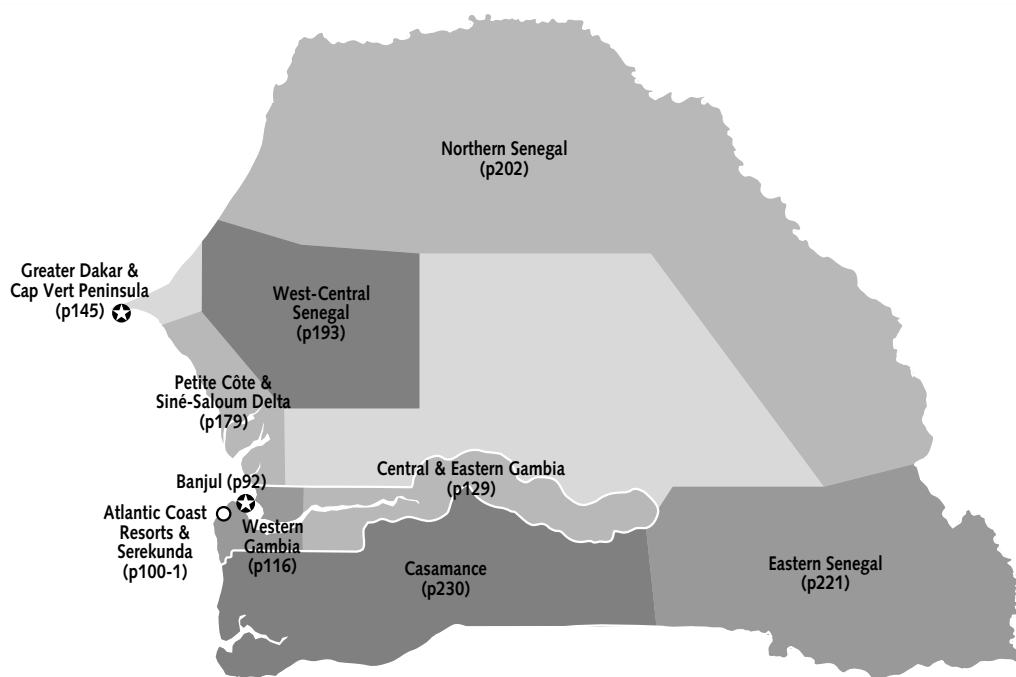 Northern Senegal
(p202)
Greater Dakar &
Cap Vert Peninsula
(p145)
West-Central
Senegal
(p193)
Petite Côte &
Siné-Saloum Delta
(p179)
Central & Eastern Gambia
(p129)
Banjul (p92)
Atlantic Coast
Resorts &
Serekunda
(p100-1)
Western
Gambia
(p116)
Casamance
(p230)
Eastern Senegal
(p221)